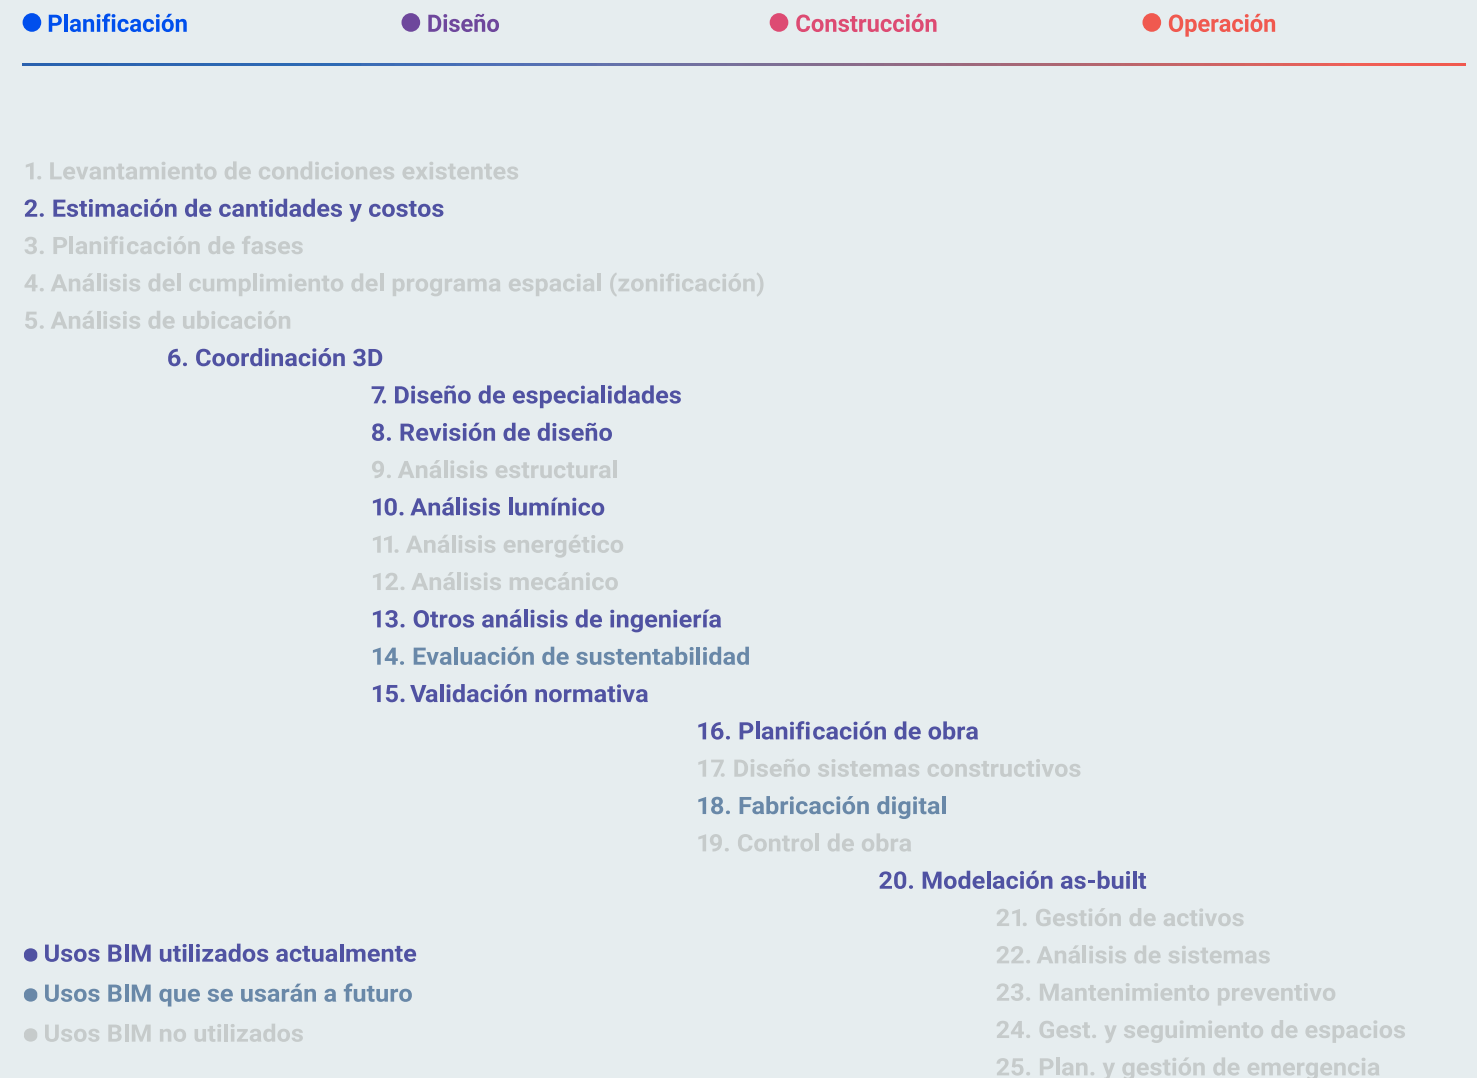 Planificación
Diseño
Construcción
Operación
1. Levantamiento de condiciones existentes
2. Estimación de cantidades y costos
3. Planificación de fases
4. Análisis del cumplimiento del programa espacial (zonificación)
5. Análisis de ubicación
6. Coordinación 3D
7. Diseño de especialidades
8. Revisión de diseño
9. Análisis estructural
10. Análisis lumínico
11. Análisis energético
12. Análisis mecánico
13. Otros análisis de ingeniería
14. Evaluación de sustentabilidad
15. Validación normativa
16. Planificación de obra
17. Diseño sistemas constructivos
18. Fabricación digital
19. Control de obra
20. Modelación as-built
21. Gestión de activos
22. Análisis de sistemas
23. Mantenimiento preventivo
24. Gest. y seguimiento de espacios
25. Plan. y gestión de emergencia
Usos BIM utilizados actualmente
Usos BIM que se usarán a futuro
Usos BIM no utilizados